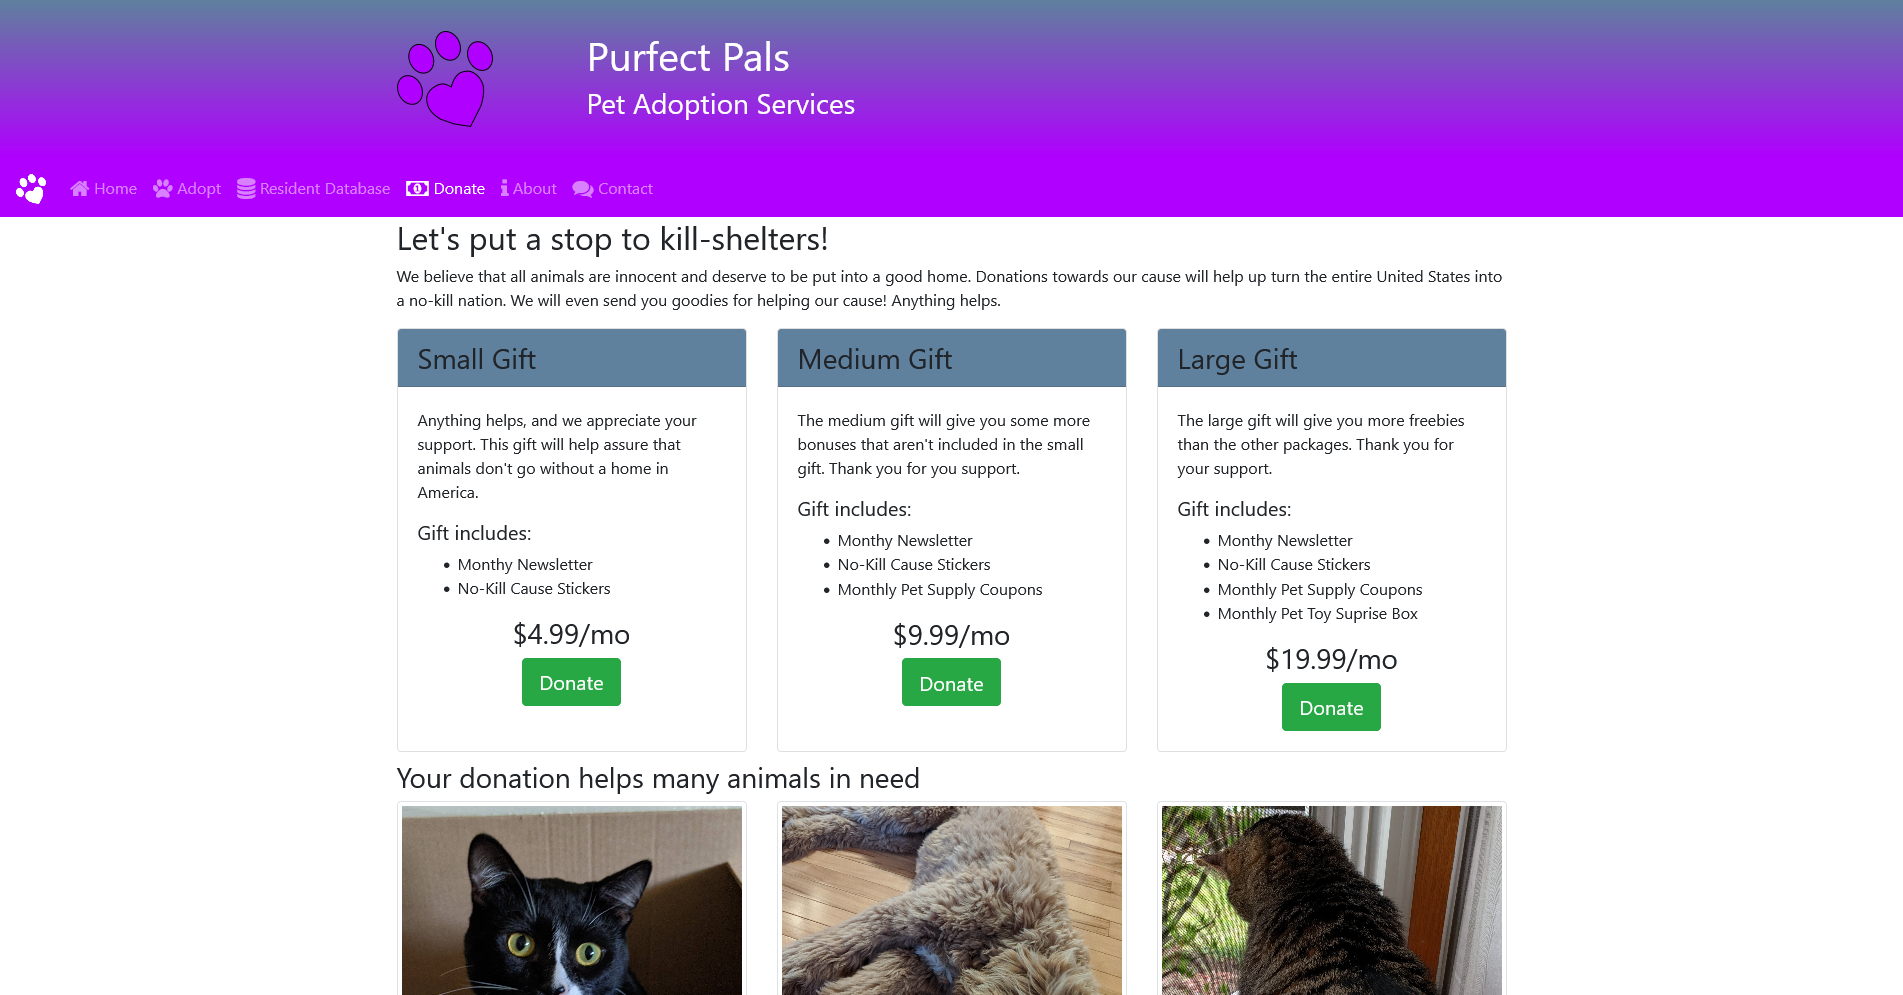 Purfect Pals
Pet Adoption Services
Home Adopt Resident Database Donate About Contact
Let's put a stop to kill-shelters!
We believe that all animals are innocent and deserve to be put into a good home. Donations towards our cause will help up turn the entire United States into
a no-kill nation. We will even send you goodies for helping our cause! Anything helps.
Small Gift
Anything helps, and we appreciate your
support. This gift will help assure that
animals don't go without a home in
America.
Gift includes:
Monthy Newsletter
No-Kill Cause Stickers
$4.99/mo
Donate
Medium Gift
The medium gift will give you some more
bonuses that aren't included in the small
gift. Thank you for you support.
Gift includes:
Monthy Newsletter
No-Kill Cause Stickers
Monthly Pet Supply Coupons
$9.99/mo
Donate
Large Gift
The large gift will give you more freebies
than the other packages. Thank you for
your support.
Gift includes:
Monthy Newsletter
No-Kill Cause Stickers
Monthly Pet Supply Coupons
Monthly Pet Toy Suprise Box
$19.99/mo
Donate
Your donation helps many animals in need